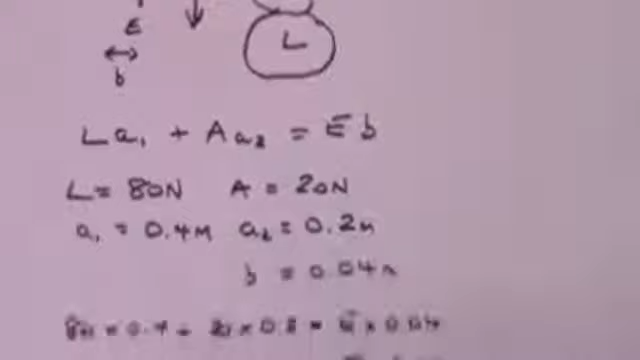 E
b
L
La₁ + Aa₂ = Eb
L = 80N A = 20N
a₁ = 0.4M a₂ = 0.2m
b = 0.04m